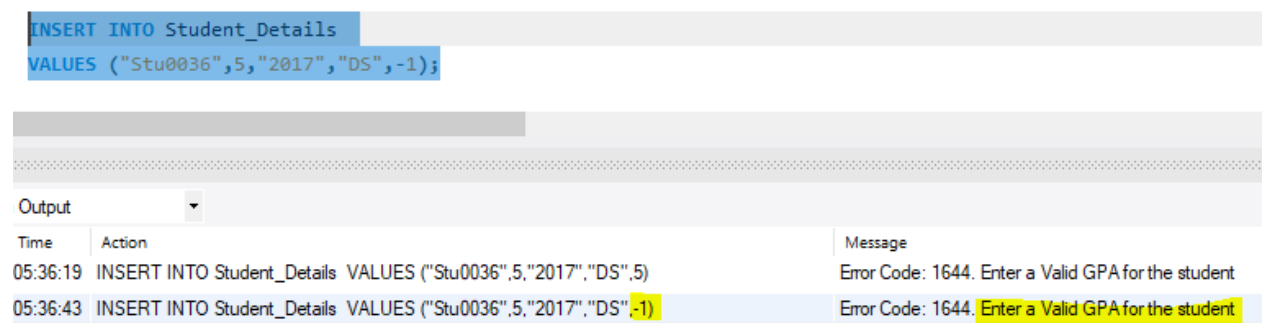 INSERT INTO Student_Details
VALUES ("Stu0036",5,"2017","DS",-1);
Output
Time Action Message
05:36:19 INSERT INTO Student_Details VALUES ("Stu0036",5,"2017","DS",5) Error Code: 1644. Enter a Valid GPA for the student
05:36:43 INSERT INTO Student_Details VALUES ("Stu0036",5,"2017","DS",-1) Error Code: 1644. Enter a Valid GPA for the student